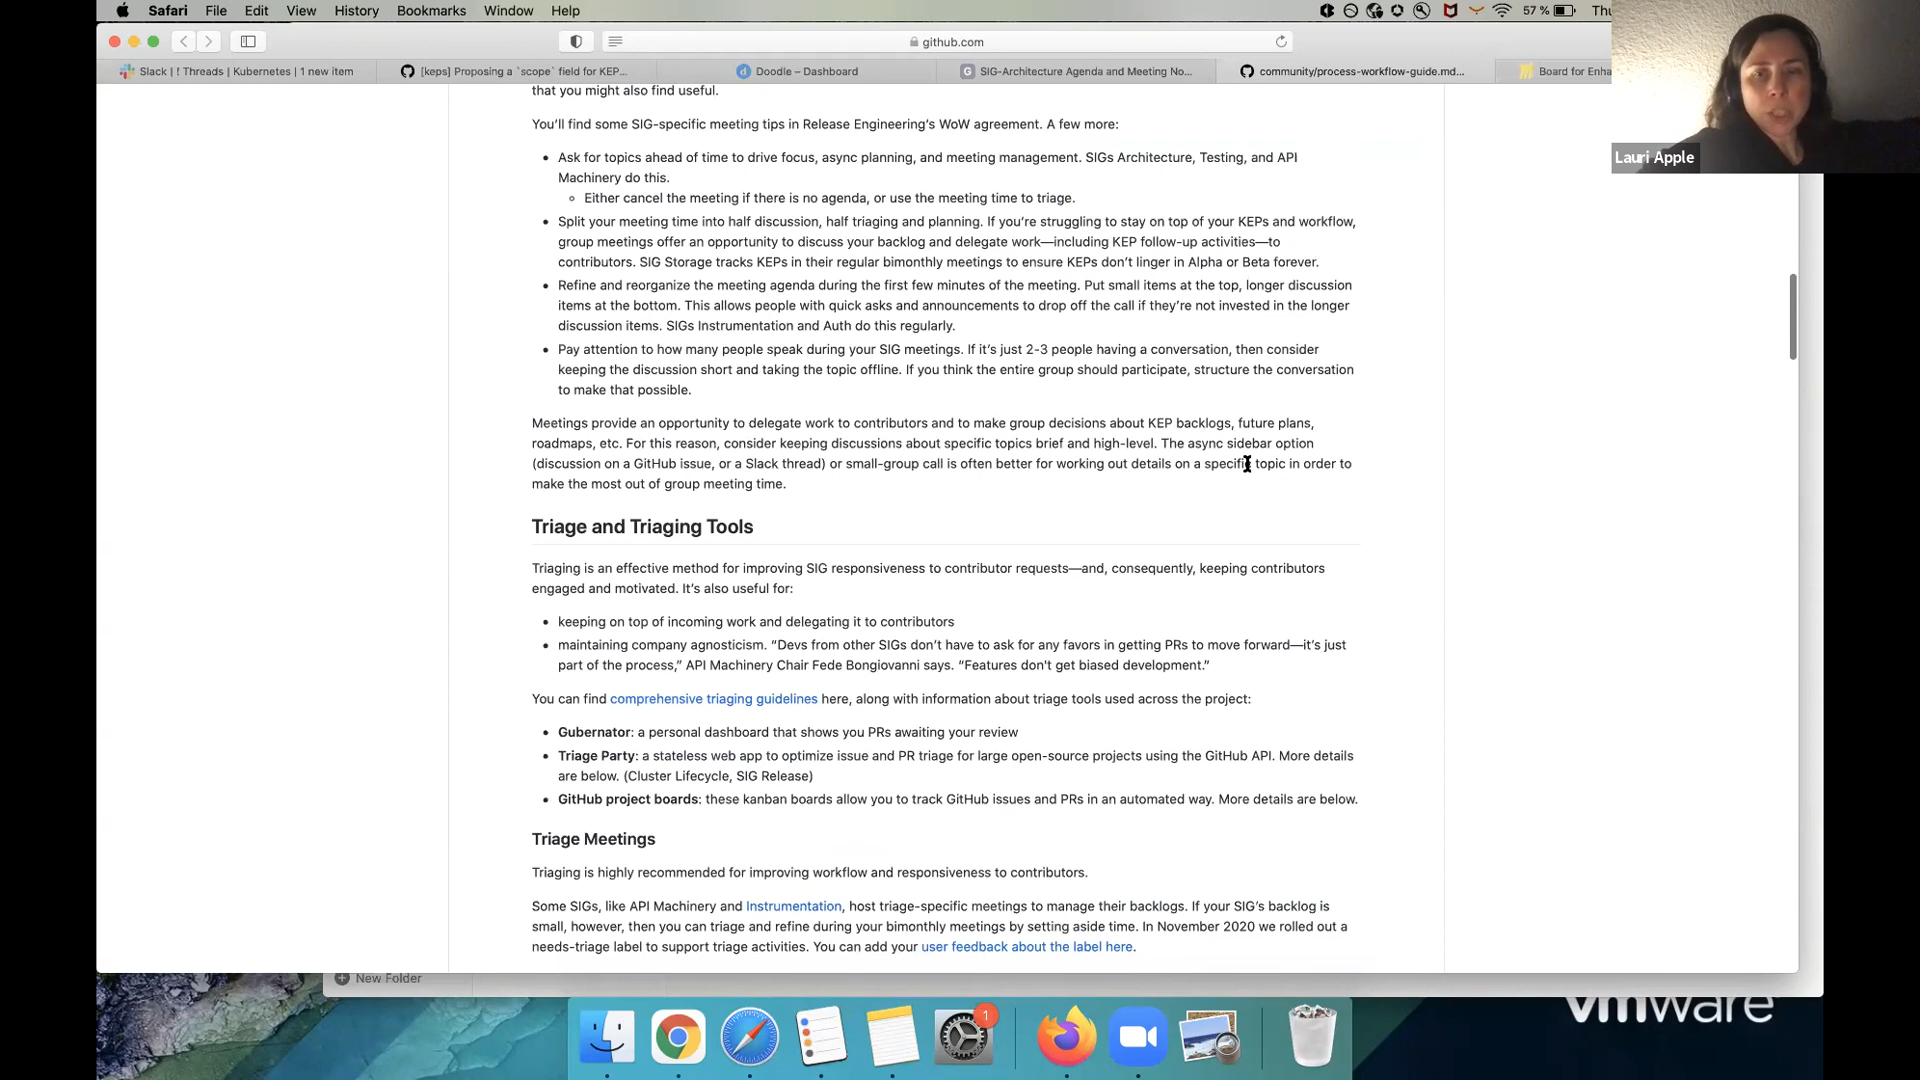 Safari File Edit View History Bookmarks Window Help 57 % Thu
github.com
Slack | ! Threads | Kubernetes | 1 new item
[keps] Proposing a `scope` field for KEP...
Doodle – Dashboard
SIG-Architecture Agenda and Meeting No...
community/process-workflow-guide.md...
Board for Enha
Lauri Apple
that you might also find useful.
You’ll find some SIG-specific meeting tips in Release Engineering’s WoW agreement. A few more:
• Ask for topics ahead of time to drive focus, async planning, and meeting management. SIGs Architecture, Testing, and API
Machinery do this.
◦ Either cancel the meeting if there is no agenda, or use the meeting time to triage.
• Split your meeting time into half discussion, half triaging and planning. If you’re struggling to stay on top of your KEPs and workflow,
group meetings offer an opportunity to discuss your backlog and delegate work—including KEP follow-up activities—to
contributors. SIG Storage tracks KEPs in their regular bimonthly meetings to ensure KEPs don’t linger in Alpha or Beta forever.
• Refine and reorganize the meeting agenda during the first few minutes of the meeting. Put small items at the top, longer discussion
items at the bottom. This allows people with quick asks and announcements to drop off the call if they’re not invested in the longer
discussion items. SIGs Instrumentation and Auth do this regularly.
• Pay attention to how many people speak during your SIG meetings. If it’s just 2-3 people having a conversation, then consider
keeping the discussion short and taking the topic offline. If you think the entire group should participate, structure the conversation
to make that possible.
Meetings provide an opportunity to delegate work to contributors and to make group decisions about KEP backlogs, future plans,
roadmaps, etc. For this reason, consider keeping discussions about specific topics brief and high-level. The async sidebar option
(discussion on a GitHub issue, or a Slack thread) or small-group call is often better for working out details on a specific topic in order to
make the most out of group meeting time.
Triage and Triaging Tools
Triaging is an effective method for improving SIG responsiveness to contributor requests—and, consequently, keeping contributors
engaged and motivated. It’s also useful for:
• keeping on top of incoming work and delegating it to contributors
• maintaining company agnosticism. “Devs from other SIGs don’t have to ask for any favors in getting PRs to move forward—it’s just
part of the process,” API Machinery Chair Fede Bongiovanni says. “Features don't get biased development.”
You can find comprehensive triaging guidelines here, along with information about triage tools used across the project:
• Gubernator: a personal dashboard that shows you PRs awaiting your review
• Triage Party: a stateless web app to optimize issue and PR triage for large open-source projects using the GitHub API. More details
are below. (Cluster Lifecycle, SIG Release)
• GitHub project boards: these kanban boards allow you to track GitHub issues and PRs in an automated way. More details are below.
Triage Meetings
Triaging is highly recommended for improving workflow and responsiveness to contributors.
Some SIGs, like API Machinery and Instrumentation, host triage-specific meetings to manage their backlogs. If your SIG’s backlog is
small, however, then you can triage and refine during your bimonthly meetings by setting aside time. In November 2020 we rolled out a
needs-triage label to support triage activities. You can add your user feedback about the label here.
New Folder
vmware
1